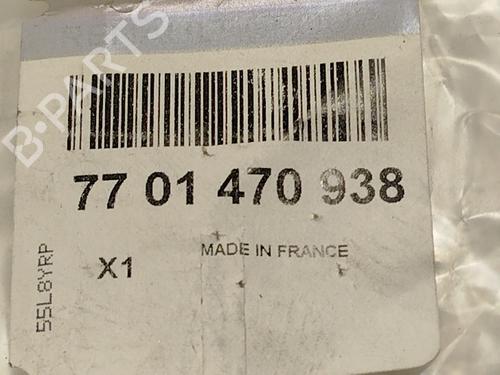 B-PARTS
77 01 470 938
MADE IN FRANCE
X1
55L8YRP